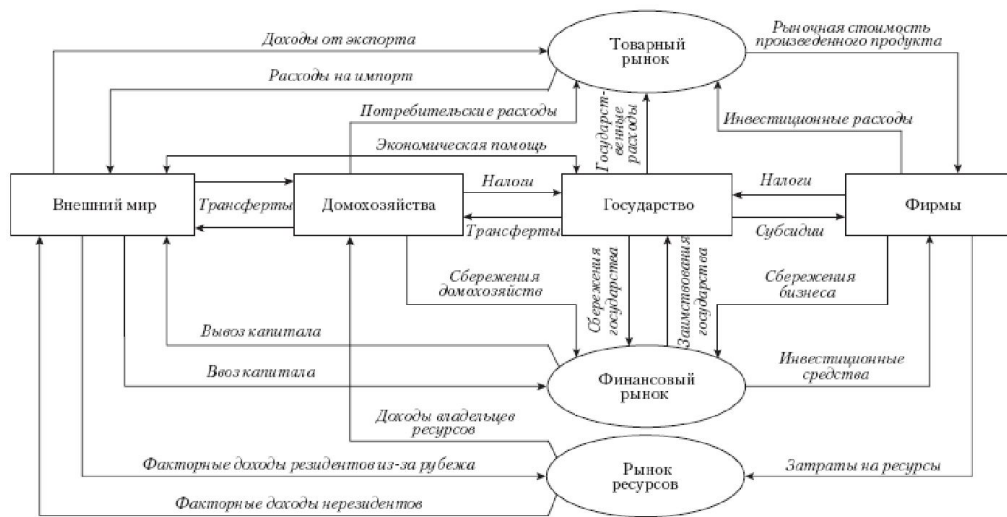 Доходы от экспорта
Товарный
рынок
Рыночная стоимость
произведенного продукта
Расходы на импорт
Потребительские расходы
Государст-
венные
расходы
Инвестиционные расходы
Экономическая помощь
Внешний мир
Трансферты
Домохозяйства
Налоги
Трансферты
Государство
Налоги
Субсидии
Фирмы
Сбережения
домохозяйств
Сбережения
государства
Заимствования
государства
Сбережения
бизнеса
Вывоз капитала
Ввоз капитала
Финансовый
рынок
Инвестиционные
средства
Доходы владельцев
ресурсов
Факторные доходы резидентов из-за рубежа
Рынок
ресурсов
Затраты на ресурсы
Факторные доходы нерезидентов